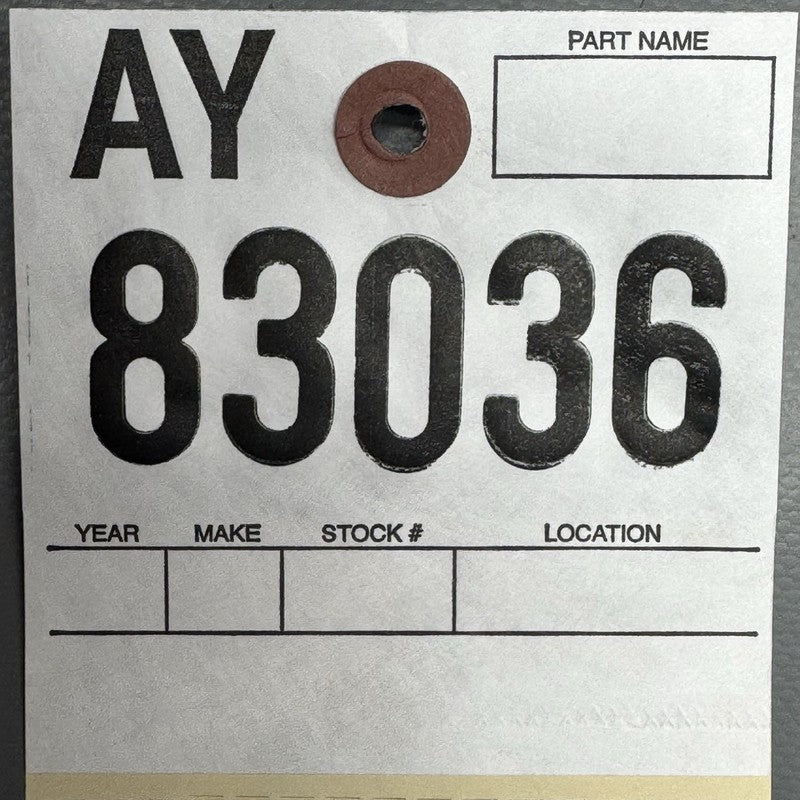 AY
PART NAME
83036
YEAR MAKE STOCK # LOCATION